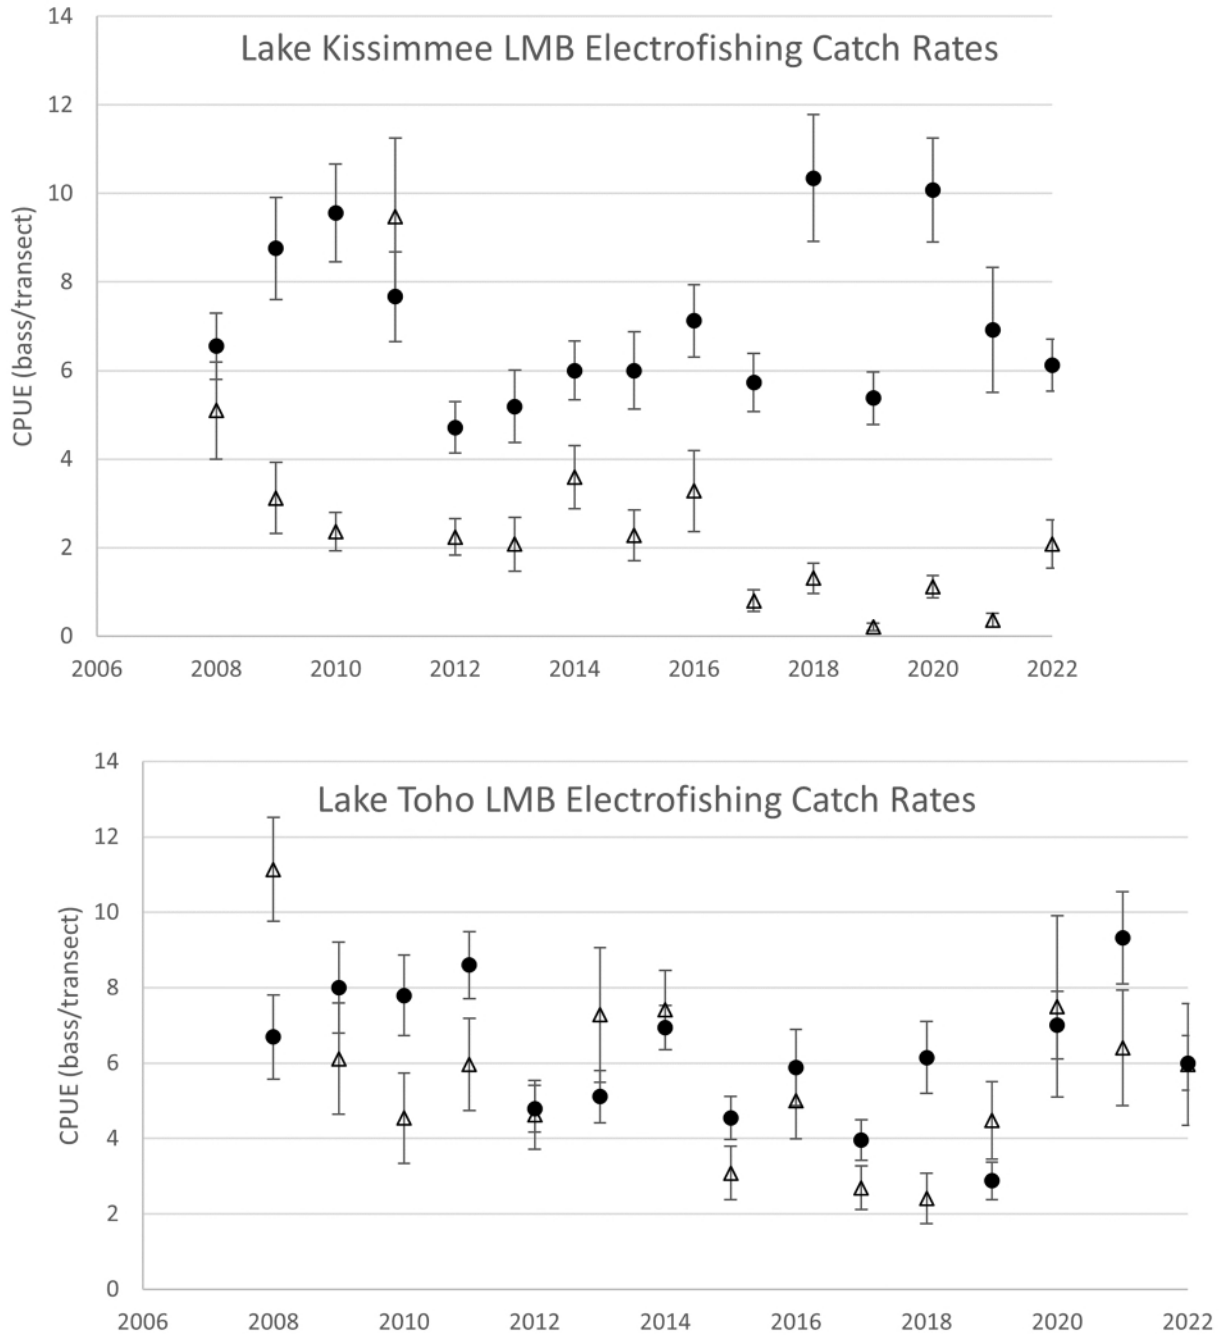 14
Lake Kissimmee LMB Electrofishing Catch Rates
12
10
8
6
4
2
0
CPUE (bass/transect)
2006 2008 2010 2012 2014 2016 2018 2020 2022
14
Lake Toho LMB Electrofishing Catch Rates
12
10
8
6
4
2
0
CPUE (bass/transect)
2006 2008 2010 2012 2014 2016 2018 2020 2022